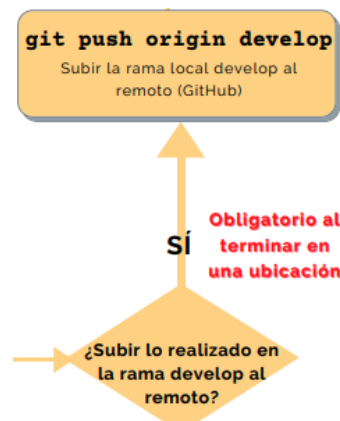 git push origin develop
Subir la rama local develop al
remoto (GitHub)
SÍ
Obligatorio al
terminar en
una ubicación
¿Subir lo realizado en
la rama develop al
remoto?